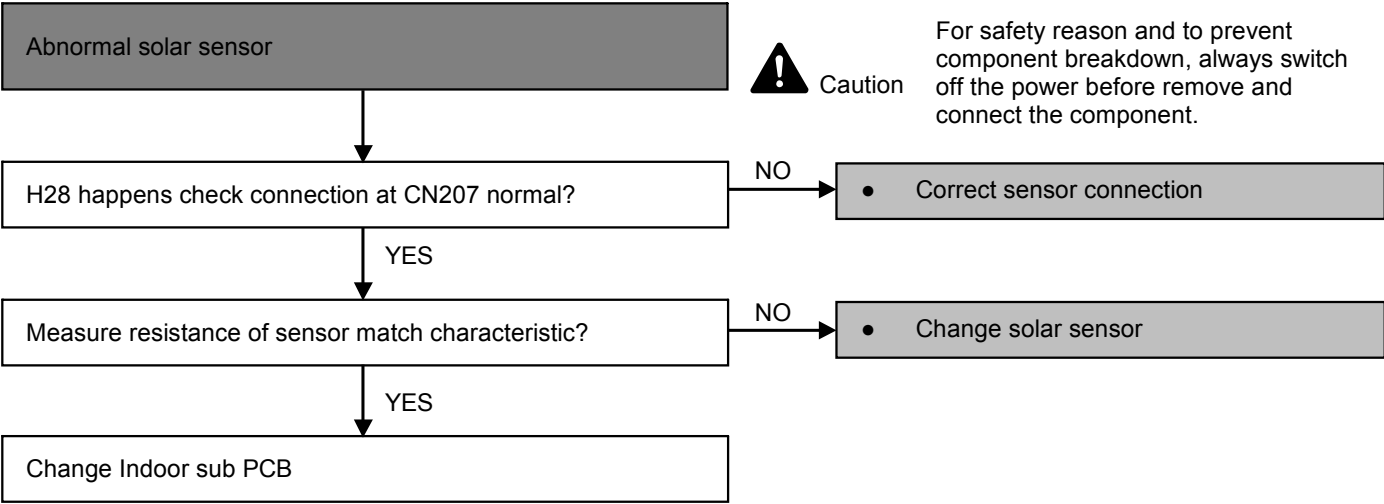 Abnormal solar sensor
Caution
For safety reason and to prevent
component breakdown, always switch
off the power before remove and
connect the component.
H28 happens check connection at CN207 normal?
NO
● Correct sensor connection
YES
Measure resistance of sensor match characteristic?
NO
● Change solar sensor
YES
Change Indoor sub PCB